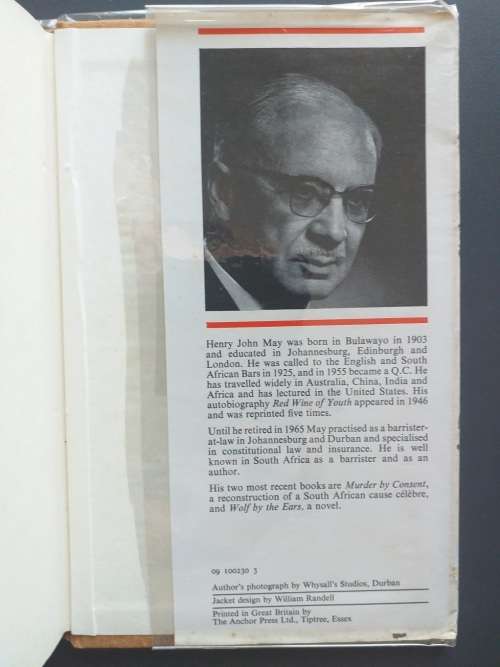 Henry John May was born in Bulawayo in 1903
and educated in Johannesburg, Edinburgh and
London. He was called to the English and South
African Bars in 1925, and in 1955 became a Q.C. He
has travelled widely in Australia, China, India and
Africa and has lectured in the United States. His
autobiography Red Wine of Youth appeared in 1946
and was reprinted five times.
Until he retired in 1965 May practised as a barrister-
at-law in Johannesburg and Durban and specialised
in constitutional law and insurance. He is well
known in South Africa as a barrister and as an
author.
His two most recent books are Murder by Consent,
a reconstruction of a South African cause célèbre,
and Wolf by the Ears, a novel.
09 100230 3
Author's photograph by Whysall's Studios, Durban
Jacket design by William Randell
Printed in Great Britain by
The Anchor Press Ltd., Tiptree, Essex